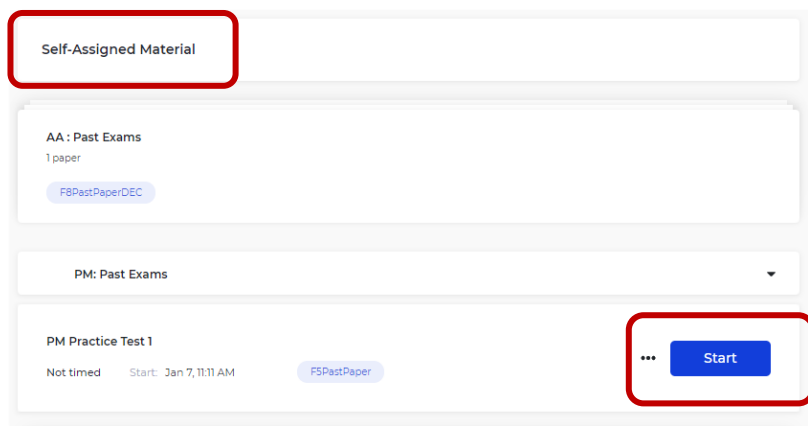 Self-Assigned Material
AA : Past Exams
1 paper
F8PastPaperDEC
PM: Past Exams
PM Practice Test 1
Not timed Start: Jan 7, 11:11 AM F5PastPaper
••• Start